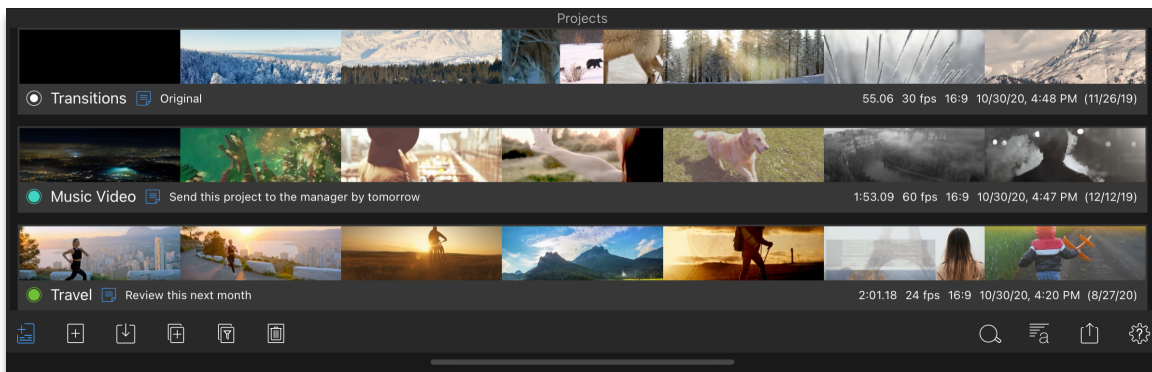 Projects
Transitions Original 55.06 30 fps 16:9 10/30/20, 4:48 PM (11/26/19)
Music Video Send this project to the manager by tomorrow 1:53.09 60 fps 16:9 10/30/20, 4:47 PM (12/12/19)
Travel Review this next month 2:01.18 24 fps 16:9 10/30/20, 4:20 PM (8/27/20)